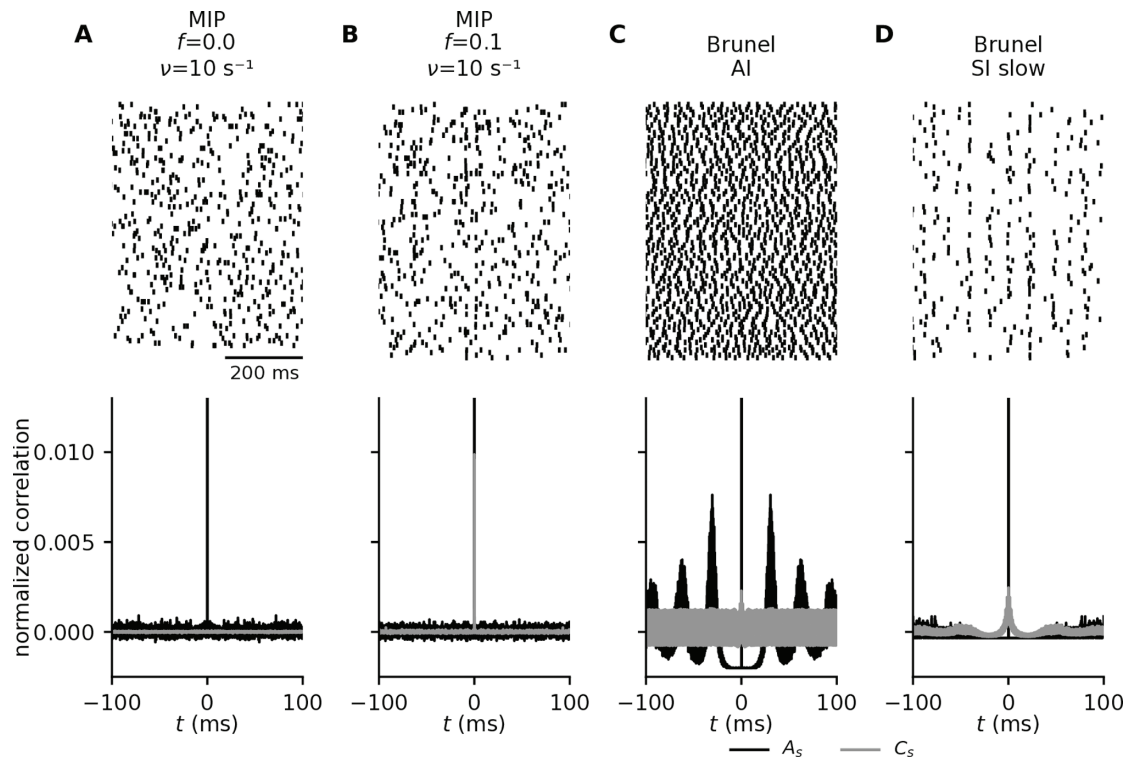 A
MIP
f=0.0
ν=10 s⁻¹
B
MIP
f=0.1
ν=10 s⁻¹
C
Brunel
AI
D
Brunel
SI slow
200 ms
normalized correlation
0.010
0.005
0.000
−100 0 100
t (ms)
−100 0 100
t (ms)
−100 0 100
t (ms)
−100 0 100
t (ms)
Aₛ Cₛ